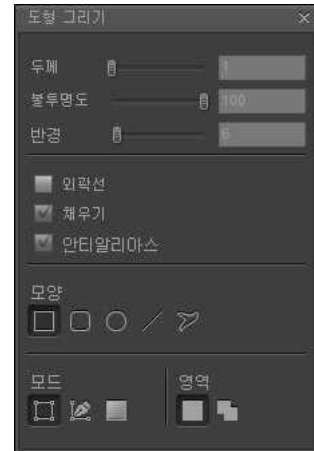 도형 그리기
두께 1
불투명도 100
반경 6
외곽선
채우기
안티알리아스
모양
모드 영역